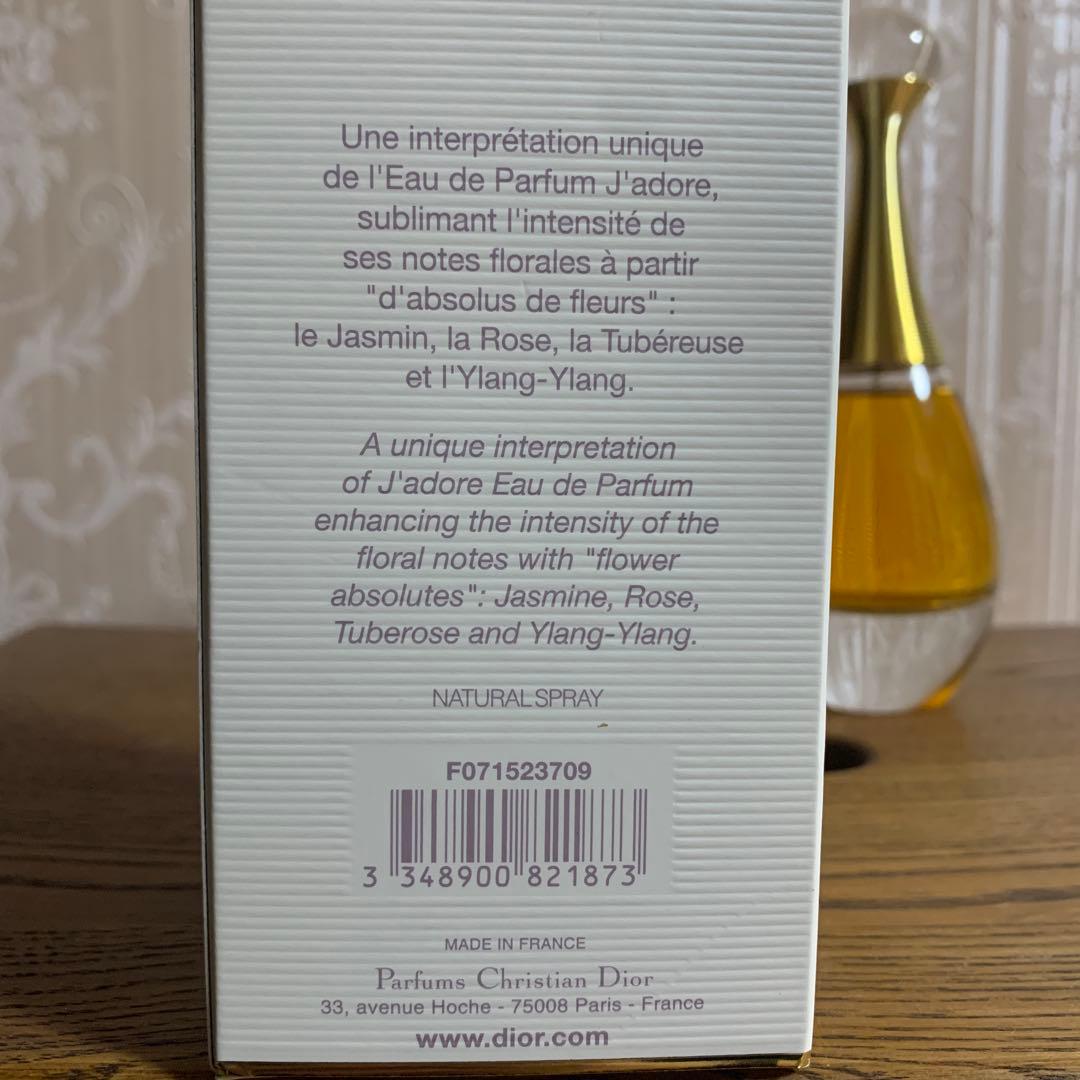 Une interprétation unique
de l'Eau de Parfum J'adore,
sublimant l'intensité de
ses notes florales à partir
"d'absolus de fleurs" :
le Jasmin, la Rose, la Tubéreuse
et l'Ylang-Ylang.
A unique interpretation
of J'adore Eau de Parfum
enhancing the intensity of the
floral notes with "flower
absolutes": Jasmine, Rose,
Tuberose and Ylang-Ylang.
NATURAL SPRAY
F071523709
3 348900 821873
MADE IN FRANCE
Parfums Christian Dior
33, avenue Hoche - 75008 Paris - France
www.dior.com